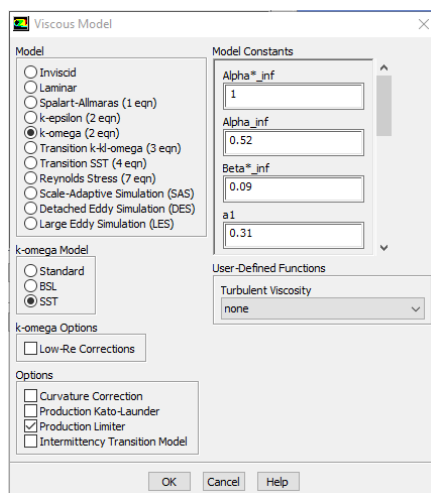 Viscous Model
Model
Inviscid
Laminar
Spalart-Allmaras (1 eqn)
k-epsilon (2 eqn)
k-omega (2 eqn)
Transition k-kl-omega (3 eqn)
Transition SST (4 eqn)
Reynolds Stress (7 eqn)
Scale-Adaptive Simulation (SAS)
Detached Eddy Simulation (DES)
Large Eddy Simulation (LES)
k-omega Model
Standard
BSL
SST
k-omega Options
Low-Re Corrections
Options
Curvature Correction
Production Kato-Launder
Production Limiter
Intermittency Transition Model
Model Constants
Alpha*_inf
1
Alpha_inf
0.52
Beta*_inf
0.09
a1
0.31
User-Defined Functions
Turbulent Viscosity
none
OK
Cancel
Help